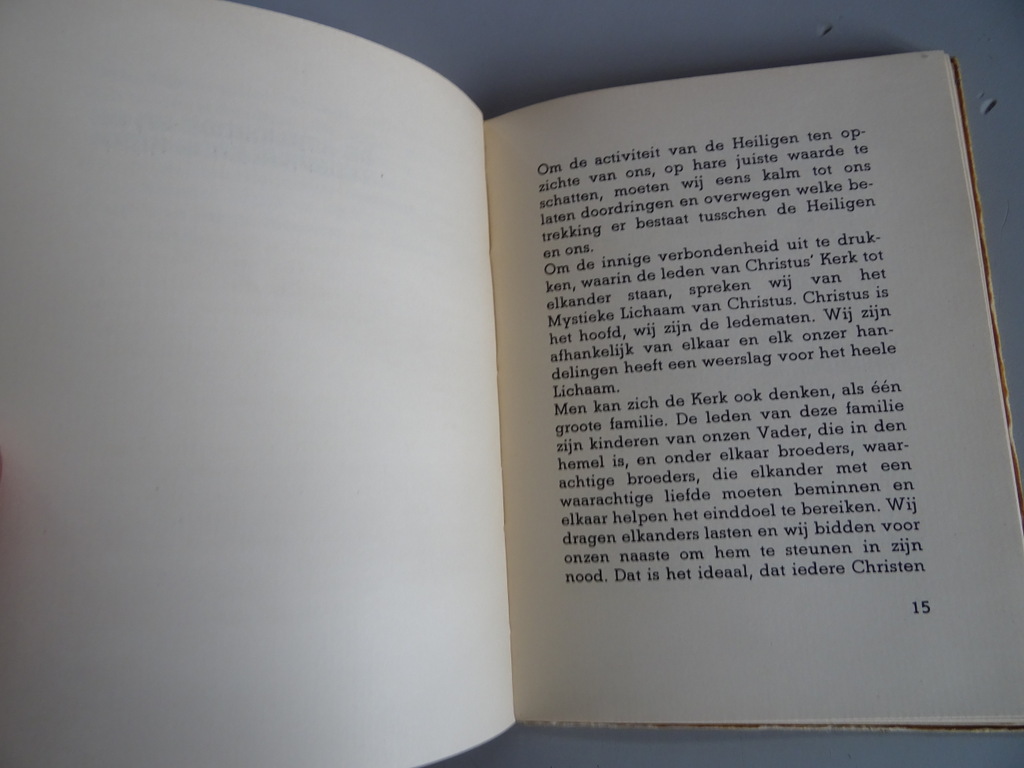 Om de activiteit van de Heiligen ten op-
zichte van ons, op hare juiste waarde te
schatten, moeten wij eens kalm tot ons
laten doordringen en overwegen welke be-
trekking er bestaat tusschen de Heiligen
en ons.
Om de innige verbondenheid uit te druk-
ken, waarin de leden van Christus' Kerk tot
elkander staan, spreken wij van het
Mystieke Lichaam van Christus. Christus is
het hoofd, wij zijn de ledematen. Wij zijn
afhankelijk van elkaar en elk onzer han-
delingen heeft een weerslag voor het heele
Lichaam.
Men kan zich de Kerk ook denken, als één
groote familie. De leden van deze familie
zijn kinderen van onzen Vader, die in den
hemel is, en onder elkaar broeders, waar-
achtige broeders, die elkander met een
waarachtige liefde moeten beminnen en
elkaar helpen het einddoel te bereiken. Wij
dragen elkanders lasten en wij bidden voor
onzen naaste om hem te steunen in zijn
nood. Dat is het ideaal, dat iedere Christen
15